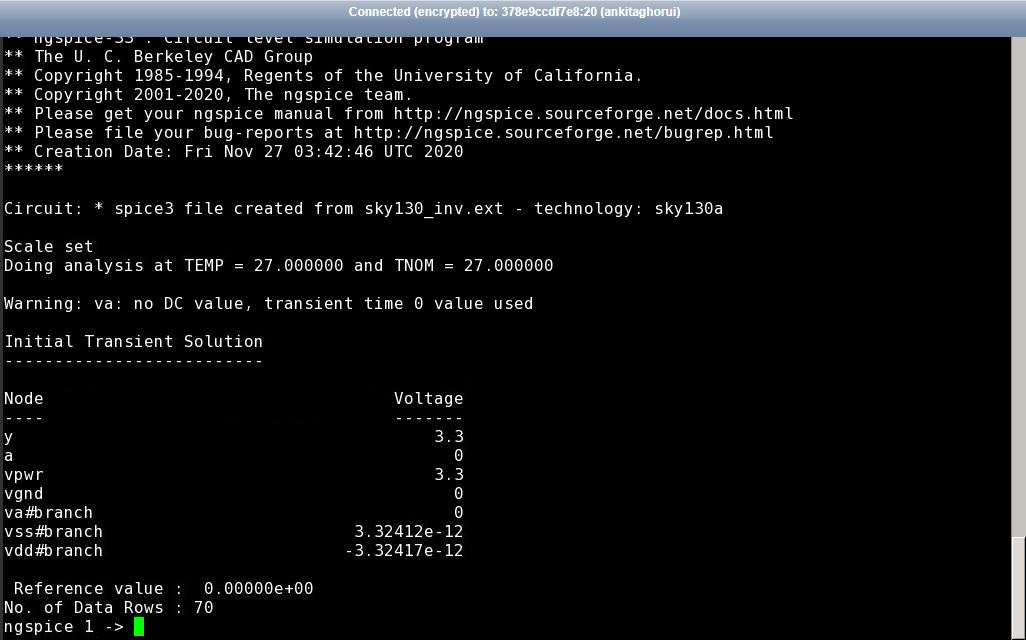 Connected (encrypted) to: 378e9ccdf7e8:20 (ankitaghorui)
** ngspice-33 : Circuit level simulation program
** The U. C. Berkeley CAD Group
** Copyright 1985-1994, Regents of the University of California.
** Copyright 2001-2020, The ngspice team.
** Please get your ngspice manual from http://ngspice.sourceforge.net/docs.html
** Please file your bug-reports at http://ngspice.sourceforge.net/bugrep.html
** Creation Date: Fri Nov 27 03:42:46 UTC 2020
******
Circuit: * spice3 file created from sky130_inv.ext - technology: sky130a
Scale set
Doing analysis at TEMP = 27.000000 and TNOM = 27.000000
Warning: va: no DC value, transient time 0 value used
Initial Transient Solution
--------------------------
Node                                   Voltage
----                                   -------
y                                          3.3
a                                            0
vpwr                                       3.3
vgnd                                         0
va#branch                                    0
vss#branch                         3.32412e-12
vdd#branch                        -3.32417e-12
 Reference value :  0.00000e+00
No. of Data Rows : 70
ngspice 1 ->